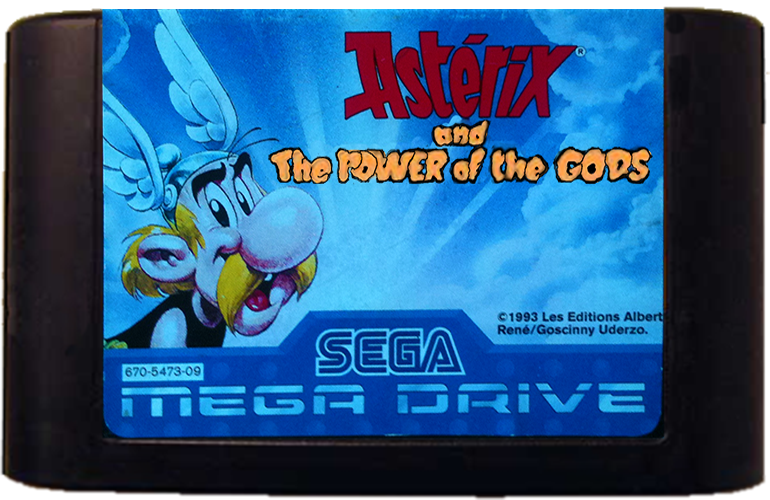 Astérix®
and
The POWER of the GODS
©1993 Les Editions Albert
René/Goscinny Uderzo.
SEGA
670-5473-09
MEGA DRIVE